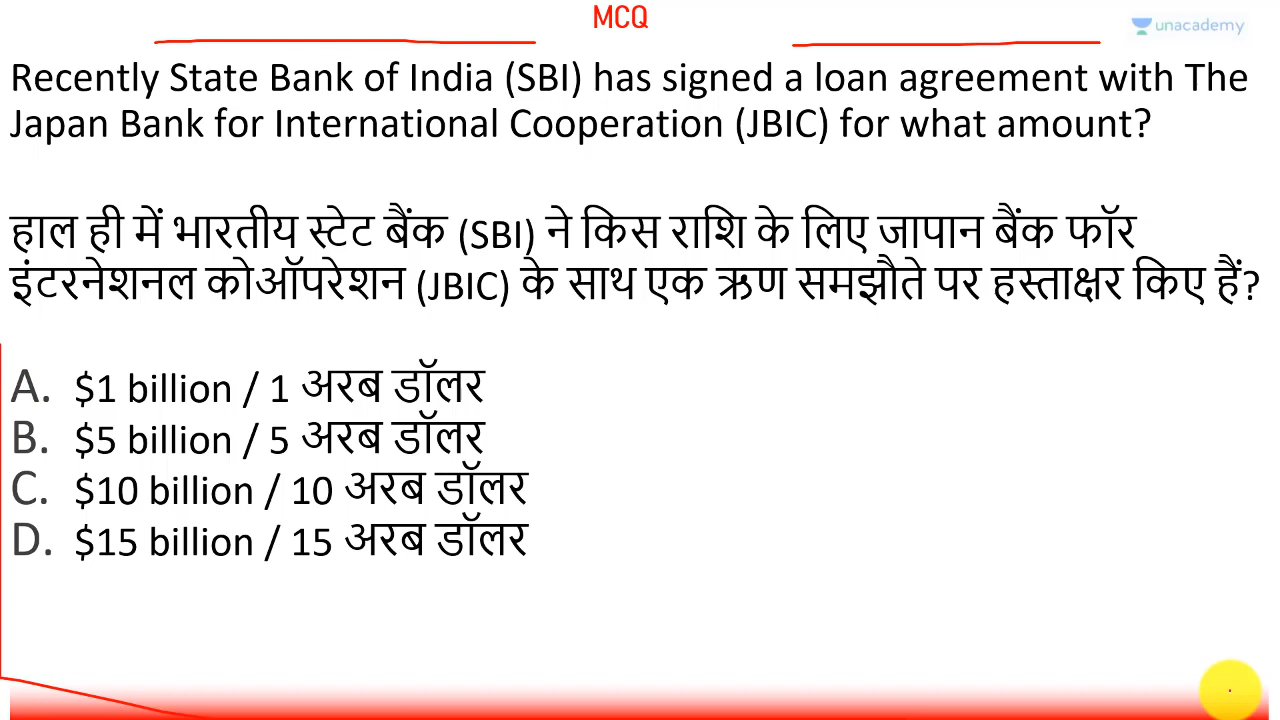 MCQ
unacademy
Recently State Bank of India (SBI) has signed a loan agreement with The
Japan Bank for International Cooperation (JBIC) for what amount?
हाल ही में भारतीय स्टेट बैंक (SBI) ने किस राशि के लिए जापान बैंक फॉर
इंटरनेशनल कोऑपरेशन (JBIC) के साथ एक ऋण समझौते पर हस्ताक्षर किए हैं?
A. $1 billion / 1 अरब डॉलर
B. $5 billion / 5 अरब डॉलर
C. $10 billion / 10 अरब डॉलर
D. $15 billion / 15 अरब डॉलर